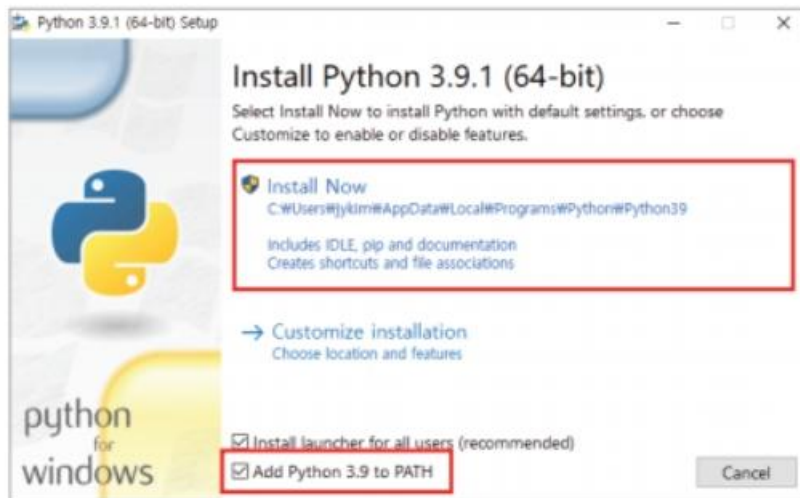 Python 3.9.1 (64-bit) Setup
Install Python 3.9.1 (64-bit)
Select Install Now to install Python with default settings, or choose
Customize to enable or disable features.
Install Now
C:₩Users₩jykim₩AppData₩Local₩Programs₩Python₩Python39
Includes IDLE, pip and documentation
Creates shortcuts and file associations
→ Customize installation
Choose location and features
python
for
windows
Install launcher for all users (recommended)
Add Python 3.9 to PATH
Cancel